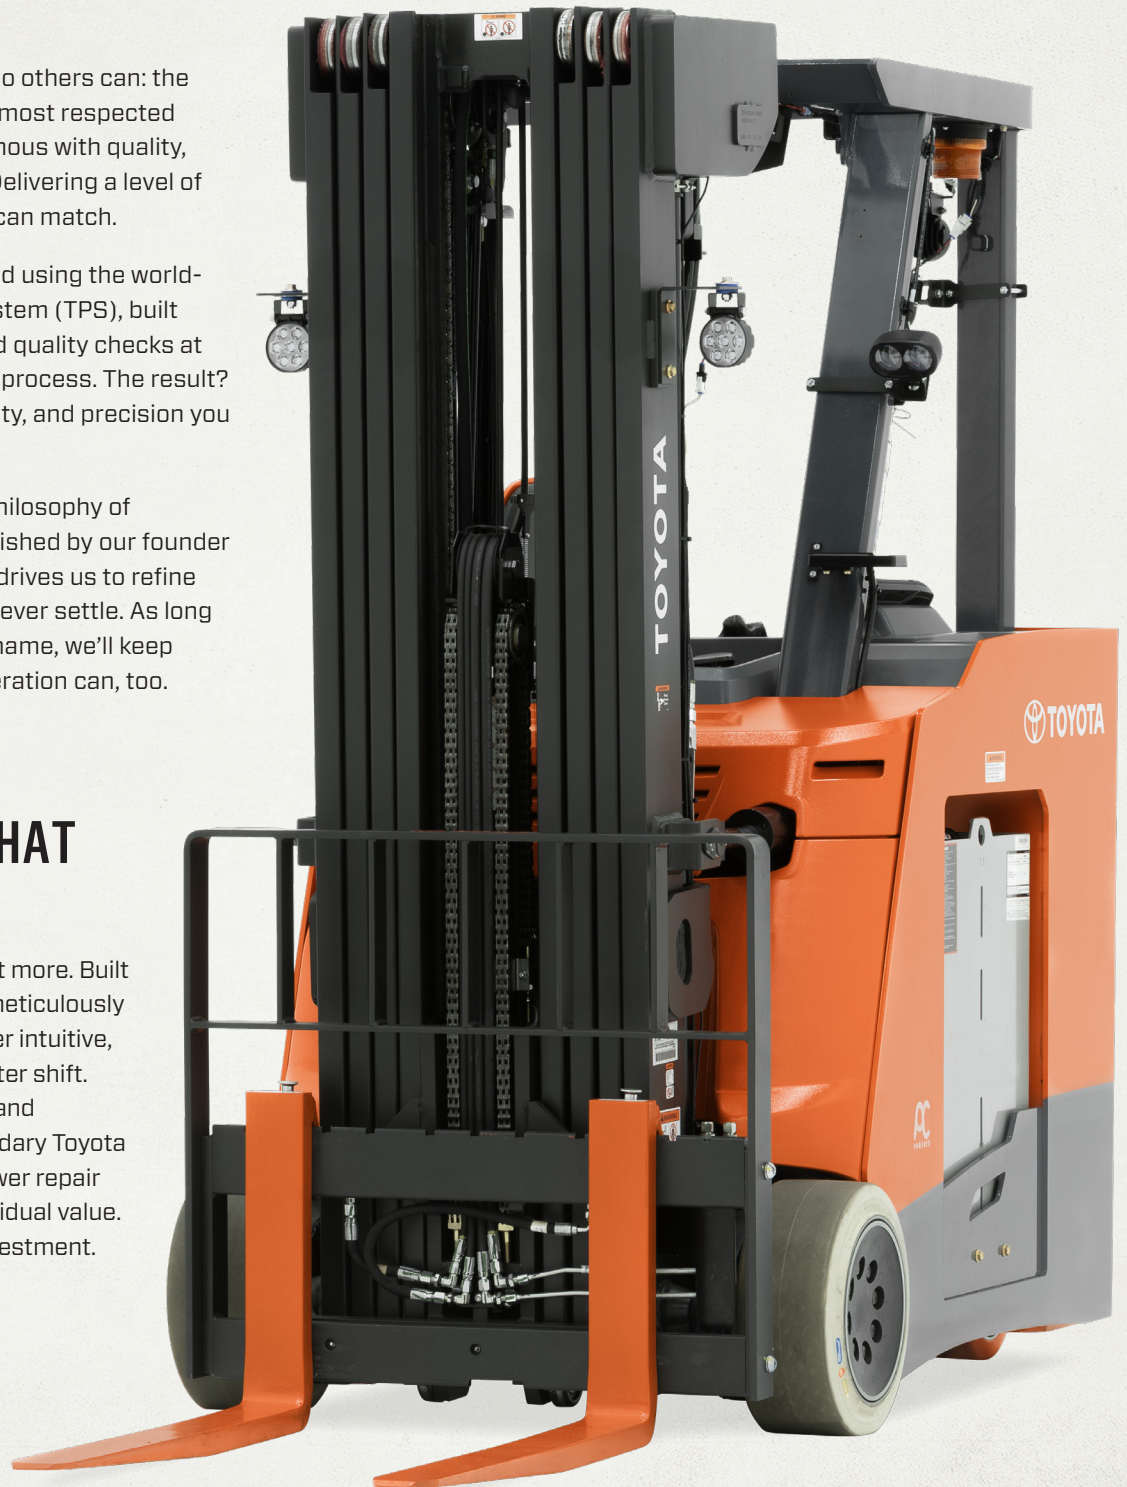 o others can: the
most respected
nous with quality,
Delivering a level of
can match.
d using the world-
stem (TPS), built
d quality checks at
process. The result?
ty, and precision you
hilosophy of
ished by our founder
drives us to refine
ever settle. As long
name, we’ll keep
eration can, too.
HAT
t more. Built
neticulously
er intuitive,
ter shift.
and
dary Toyota
wer repair
idual value.
estment.
TOYOTA
TOYOTA
AC
POWERED